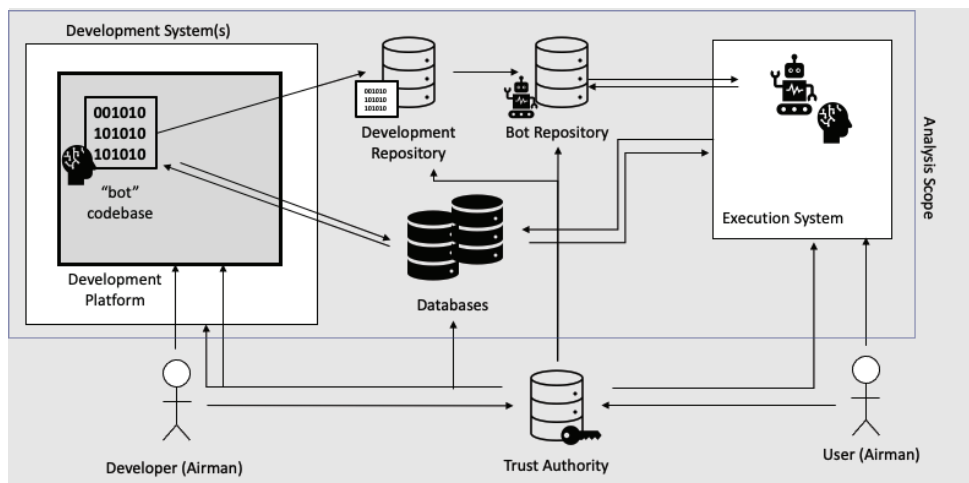 Development System(s)
001010
101010
101010
"bot"
codebase
Development
Platform
001010
101010
101010
Development
Repository
Bot Repository
Databases
Execution System
Analysis Scope
Developer (Airman)
Trust Authority
User (Airman)